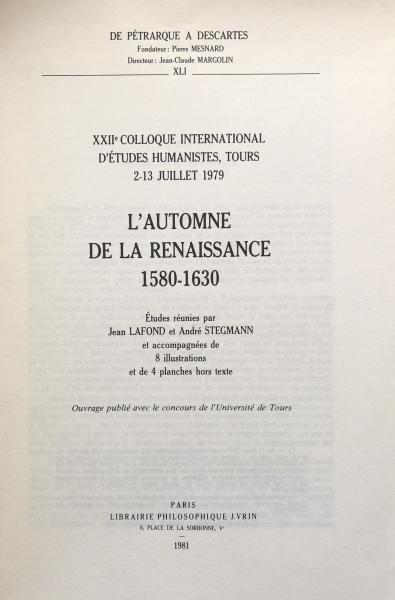 DE PÉTRARQUE A DESCARTES
Fondateur : Pierre MESNARD
Directeur : Jean-Claude MARGOLIN
XLI
XXIIe COLLOQUE INTERNATIONAL
D'ÉTUDES HUMANISTES, TOURS
2-13 JUILLET 1979
L'AUTOMNE
DE LA RENAISSANCE
1580-1630
Études réunies par
Jean LAFOND et André STEGMANN
et accompagnées de
8 illustrations
et de 4 planches hors texte
Ouvrage publié avec le concours de l'Université de Tours
PARIS
LIBRAIRIE PHILOSOPHIQUE J.VRIN
6, PLACE DE LA SORBONNE, Ve
—
1981